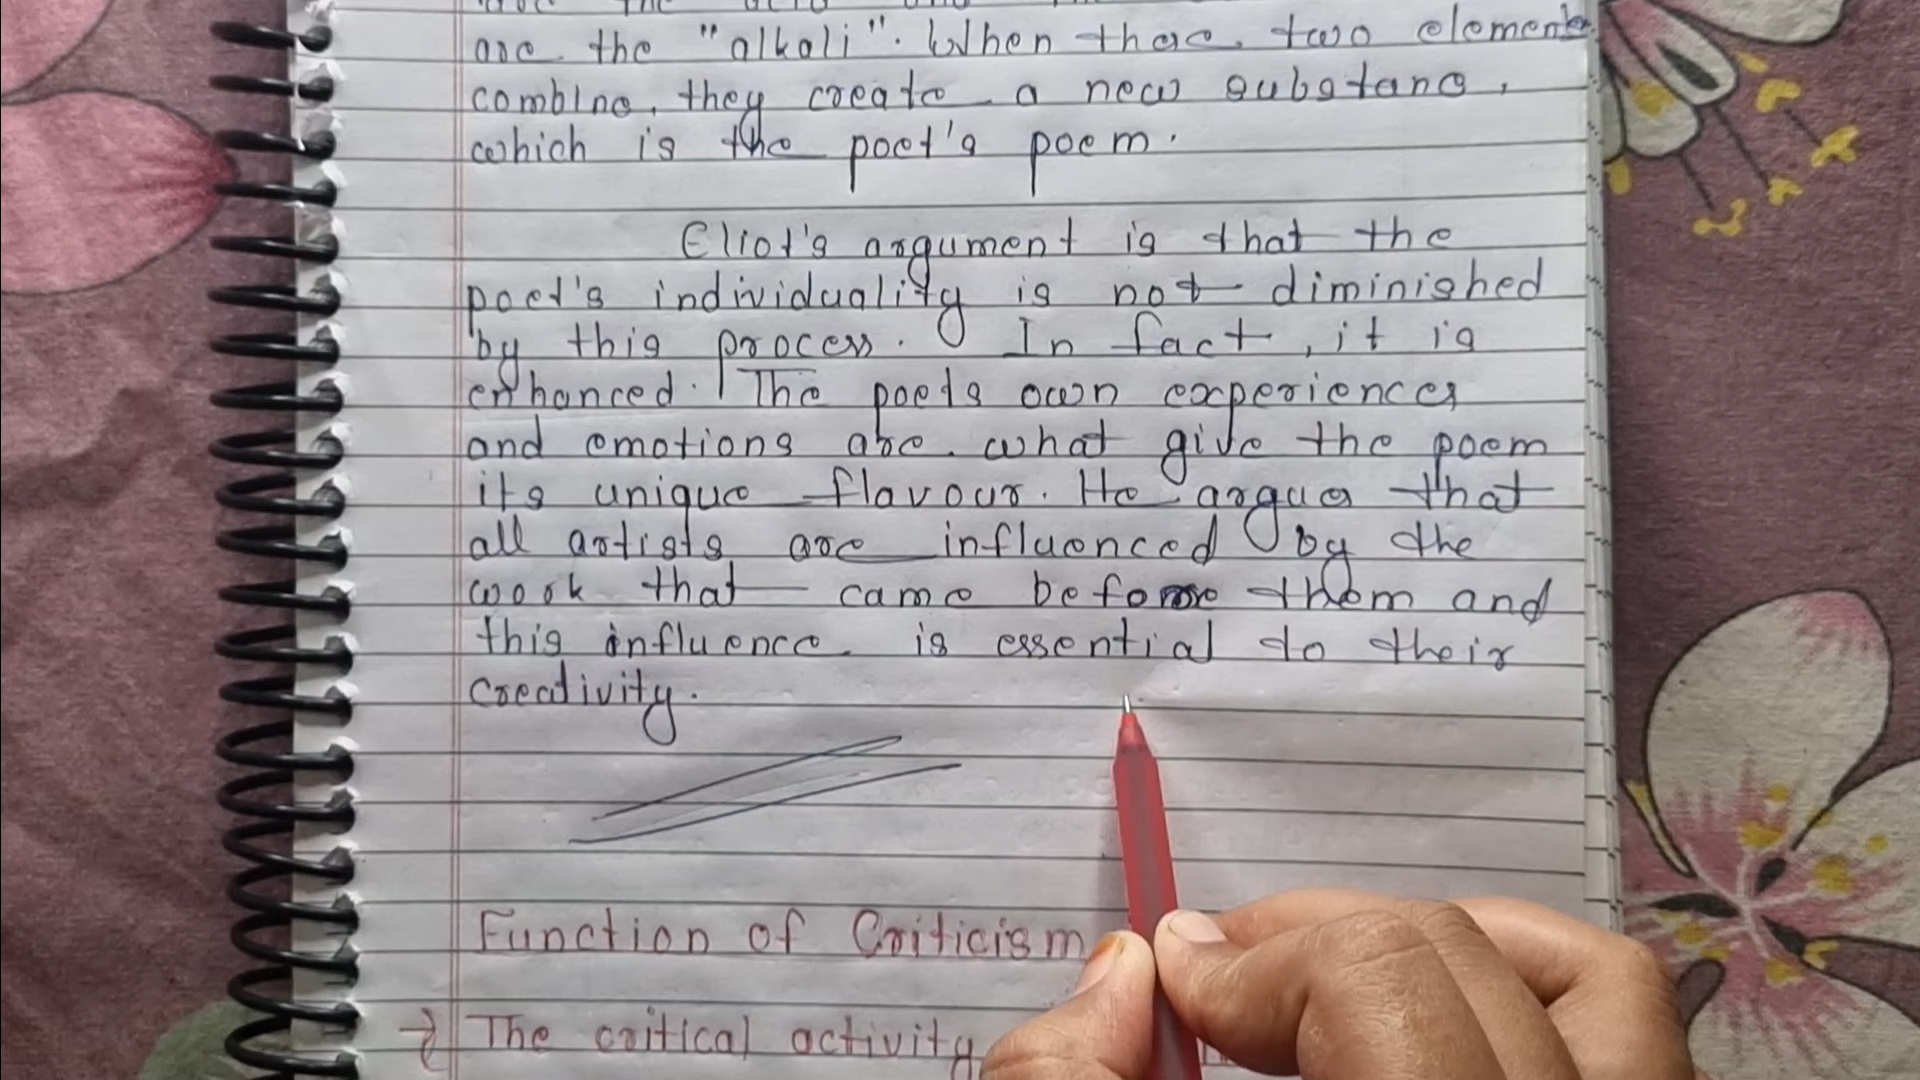 are the "alkali". When these two elements
combine, they create a new substanc,
which is the poet's poem.
Eliot's argument is that the
poet's individuality is not diminished
by this process. In fact, it is
enhanced. The poets own experiences
and emotions are what give the poem
its unique flavour. He argues that
all artists are influenced by the
work that came before them and
this influence is essential to their
creativity.
Function of Criticism
The critical activity